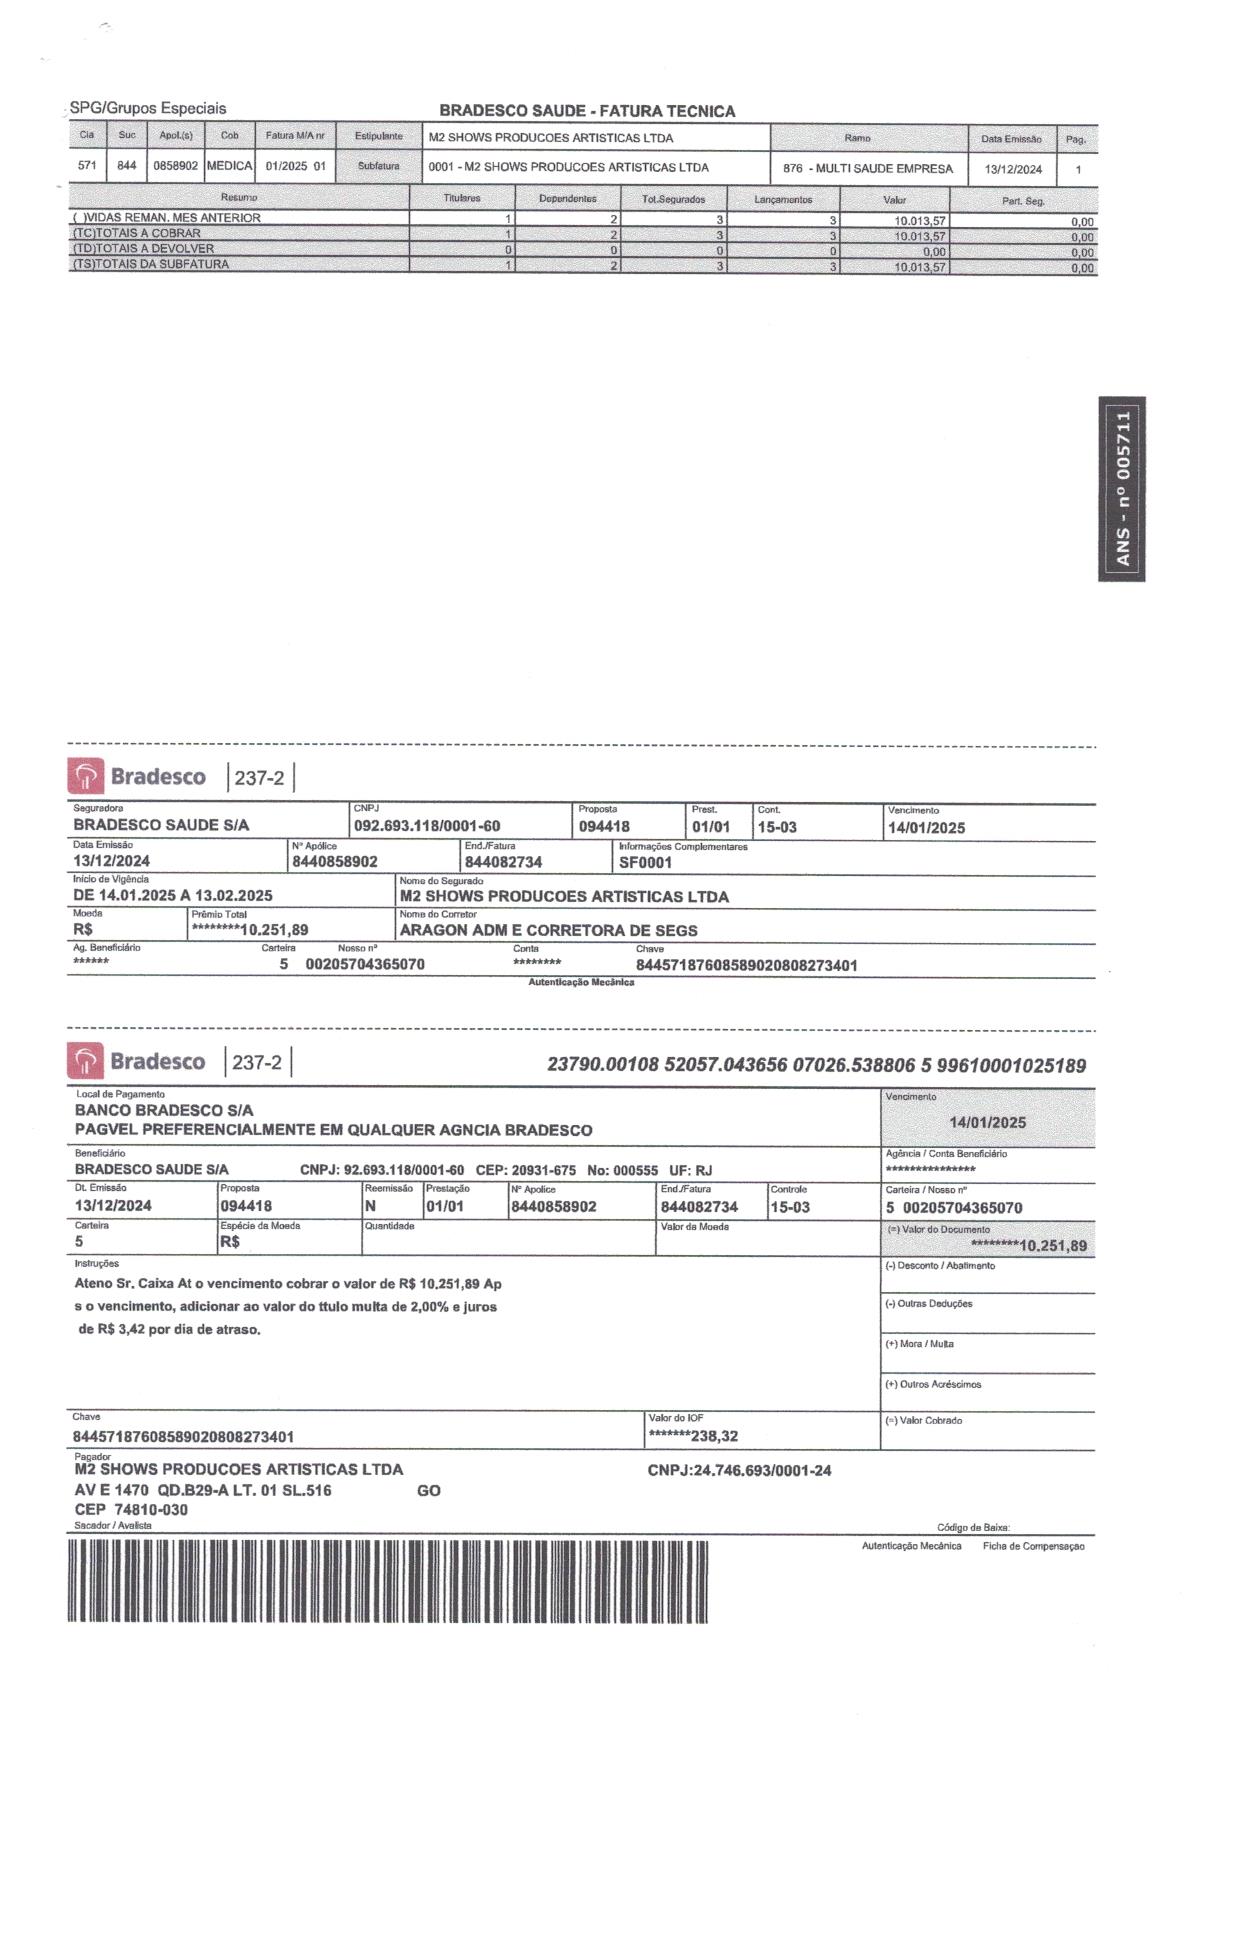 SPG/Grupos Especiais BRADESCO SAUDE - FATURA TECNICA
Cia Suc Apol.(s) Cob Fatura M/A nr Estipulante M2 SHOWS PRODUCOES ARTISTICAS LTDA Ramo Data Emissão Pag.
571 844 0858902 MEDICA 01/2025 01 Subfatura 0001 - M2 SHOWS PRODUCOES ARTISTICAS LTDA 876 - MULTI SAUDE EMPRESA 13/12/2024 1
Resumo Titulares Dependentes Tot.Segurados Lançamentos Valor Part. Seg.
( )VIDAS REMAN. MES ANTERIOR 1 2 3 3 10.013,57 0,00
(TC)TOTAIS A COBRAR 1 2 3 3 10.013,57 0,00
(TD)TOTAIS A DEVOLVER 0 0 0 0 0,00 0,00
(TS)TOTAIS DA SUBFATURA 1 2 3 3 10.013,57 0,00
ANS - nº 005711
Bradesco 237-2
Seguradora CNPJ Proposta Prest. Cont. Vencimento
BRADESCO SAUDE S/A 092.693.118/0001-60 094418 01/01 15-03 14/01/2025
Data Emissão Nº Apólice End./Fatura Informações Complementares
13/12/2024 8440858902 844082734 SF0001
Início de Vigência Nome do Segurado
DE 14.01.2025 A 13.02.2025 M2 SHOWS PRODUCOES ARTISTICAS LTDA
Moeda Prêmio Total Nome do Corretor
R$ ********10.251,89 ARAGON ADM E CORRETORA DE SEGS
Ag. Beneficiário Carteira Nosso nº Conta Chave
****** 5 00205704365070 ******** 84457187608589020808273401
Autenticação Mecânica
Bradesco 237-2 23790.00108 52057.043656 07026.538806 5 99610001025189
Local de Pagamento Vencimento
BANCO BRADESCO S/A
PAGVEL PREFERENCIALMENTE EM QUALQUER AGNCIA BRADESCO 14/01/2025
Beneficiário Agência / Conta Beneficiário
BRADESCO SAUDE S/A CNPJ: 92.693.118/0001-60 CEP: 20931-675 No: 000555 UF: RJ ***************
Dt. Emissão Proposta Reemissão Prestação Nº Apolice End./Fatura Controle Carteira / Nosso nº
13/12/2024 094418 N 01/01 8440858902 844082734 15-03 5 00205704365070
Carteira Espécie da Moeda Quantidade Valor da Moeda (=) Valor do Documento
5 R$ ********10.251,89
Instruções (-) Desconto / Abatimento
Ateno Sr. Caixa At o vencimento cobrar o valor de R$ 10.251,89 Ap
s o vencimento, adicionar ao valor do ttulo multa de 2,00% e juros (-) Outras Deduções
de R$ 3,42 por dia de atraso.
(+) Mora / Multa
(+) Outros Acréscimos
Chave Valor do IOF (=) Valor Cobrado
84457187608589020808273401 *******238,32
Pagador
M2 SHOWS PRODUCOES ARTISTICAS LTDA CNPJ:24.746.693/0001-24
AV E 1470 QD.B29-A LT. 01 SL.516 GO
CEP 74810-030
Sacador / Avalista Código de Baixa:
Autenticação Mecânica Ficha de Compensaçao